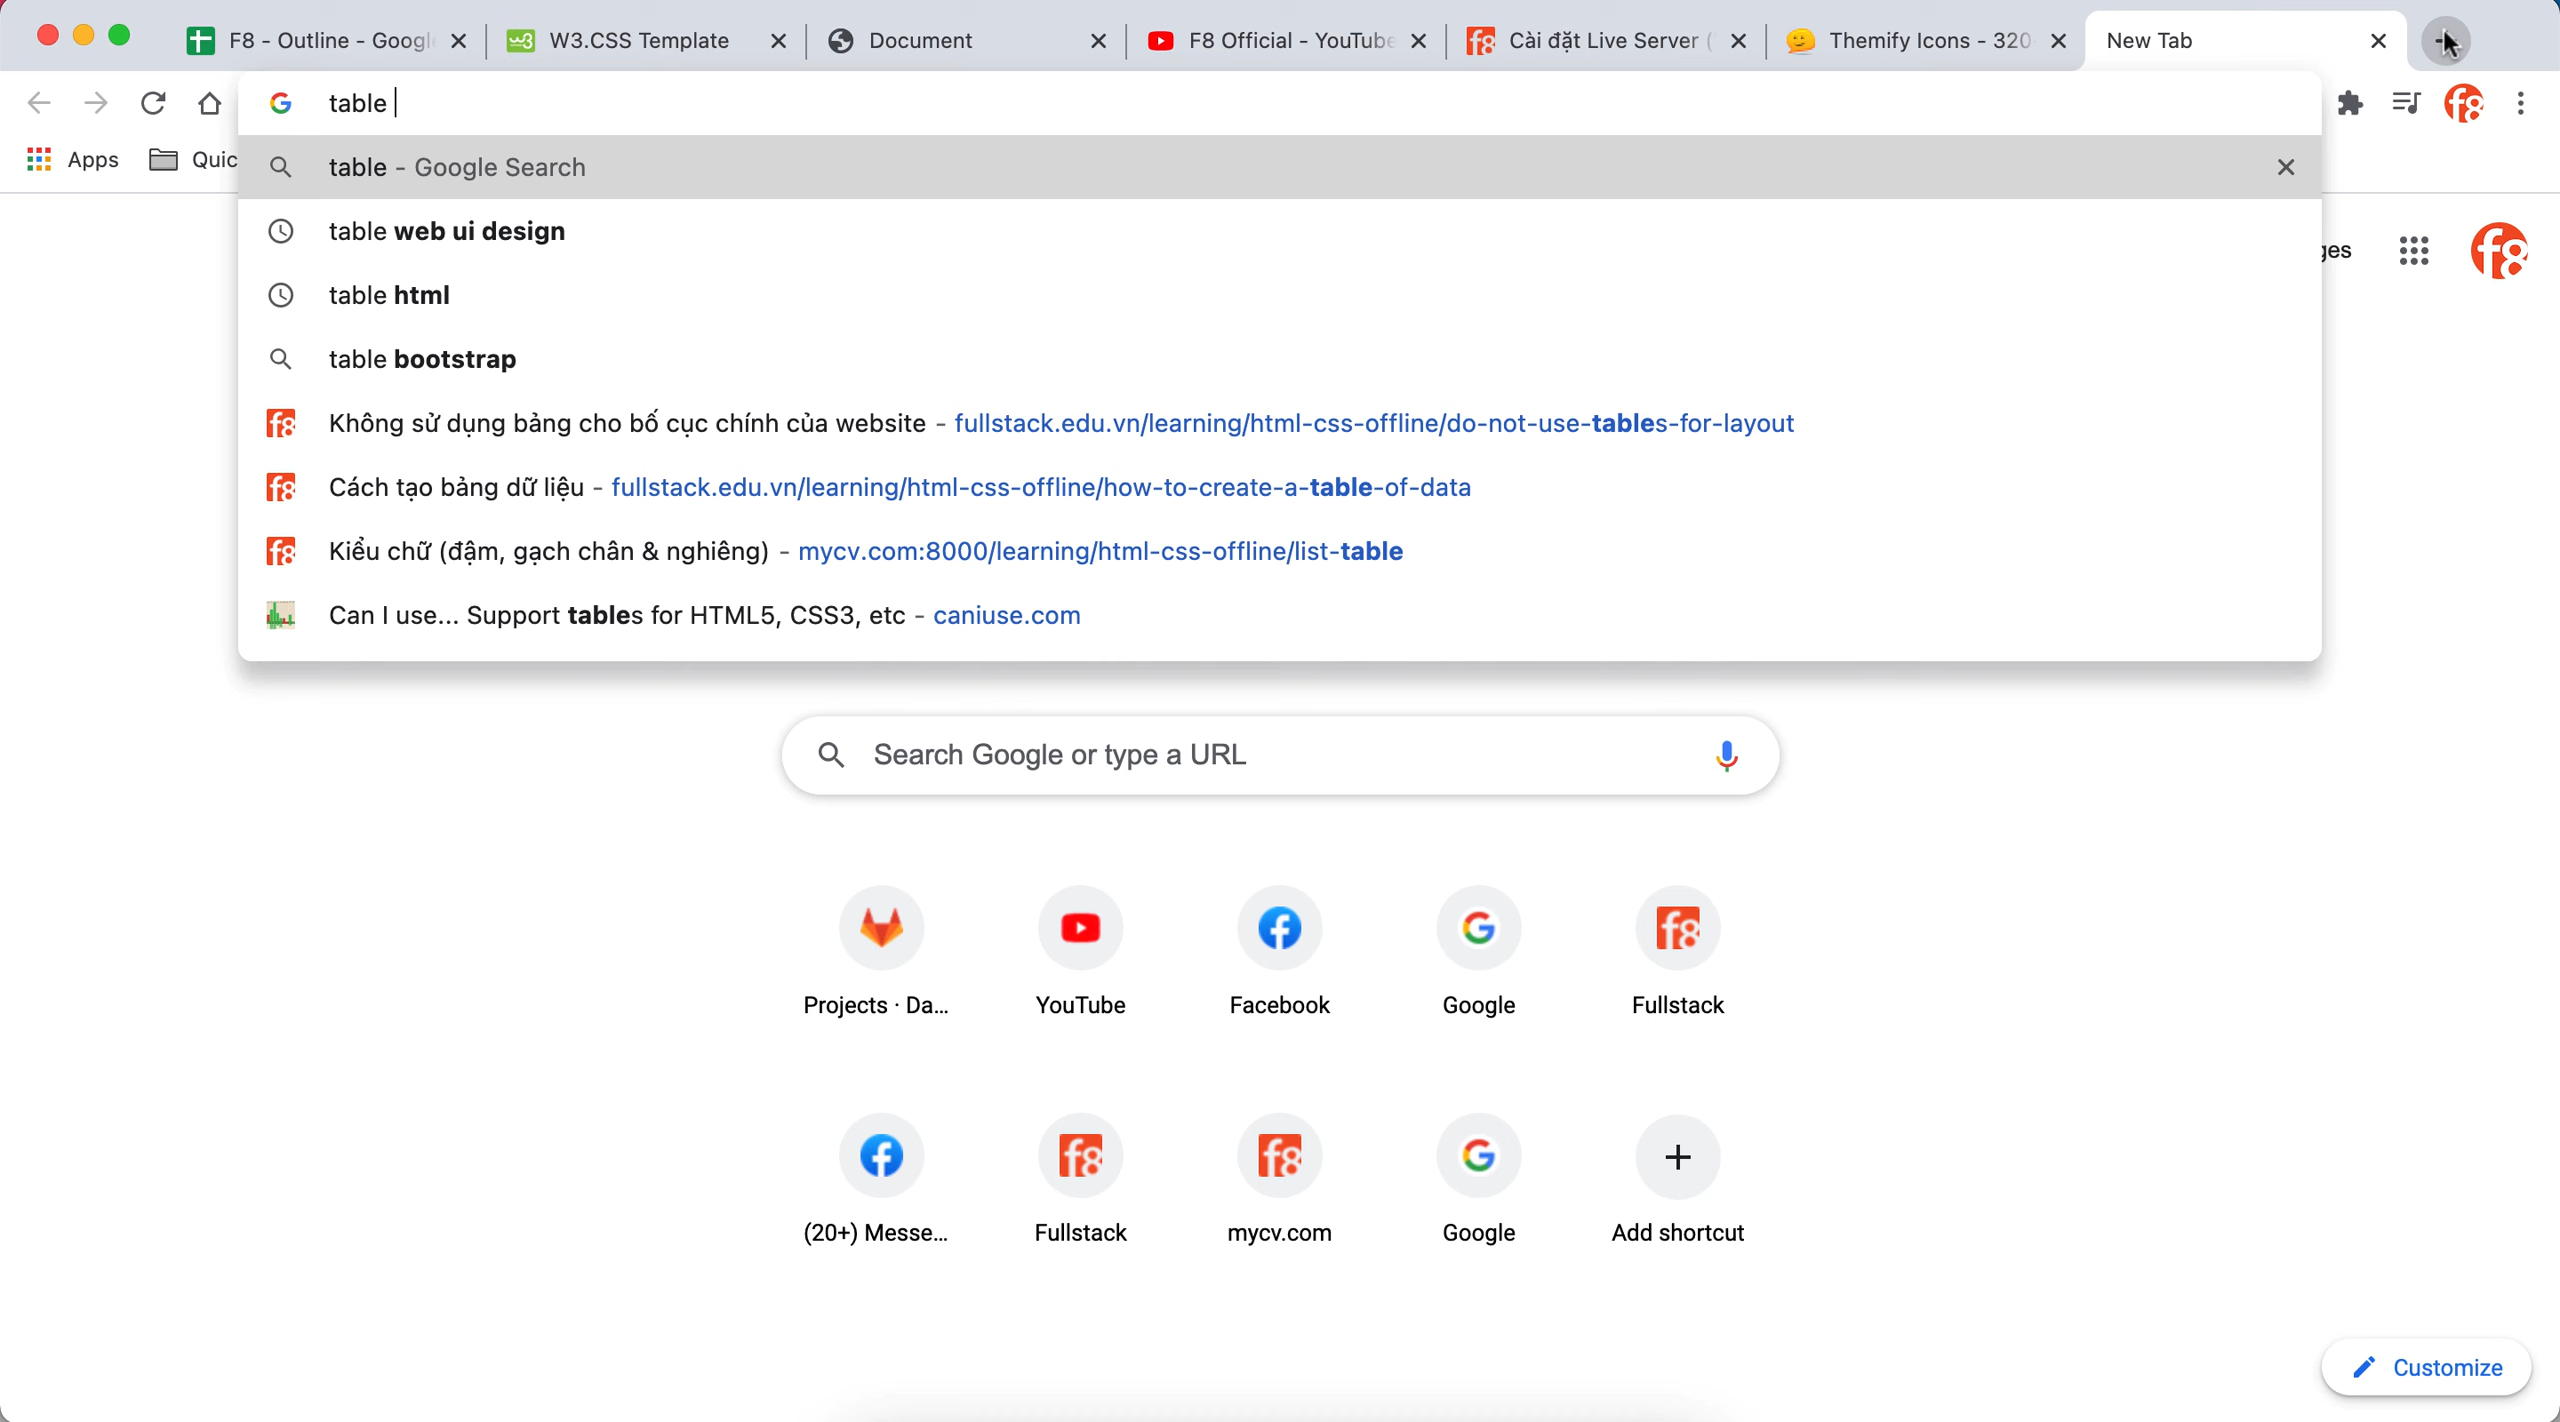 F8 - Outline - Googl
W3.CSS Template
Document
F8 Official - YouTube
Cài đặt Live Server (
Themify Icons - 320
New Tab
table
Apps
Quic
table - Google Search
table web ui design
table html
table bootstrap
Không sử dụng bảng cho bố cục chính của website - fullstack.edu.vn/learning/html-css-offline/do-not-use-tables-for-layout
Cách tạo bảng dữ liệu - fullstack.edu.vn/learning/html-css-offline/how-to-create-a-table-of-data
Kiểu chữ (đậm, gạch chân & nghiêng) - mycv.com:8000/learning/html-css-offline/list-table
Can I use... Support tables for HTML5, CSS3, etc - caniuse.com
ges
Search Google or type a URL
Projects · Da...
YouTube
Facebook
Google
Fullstack
(20+) Messe...
Fullstack
mycv.com
Google
Add shortcut
Customize